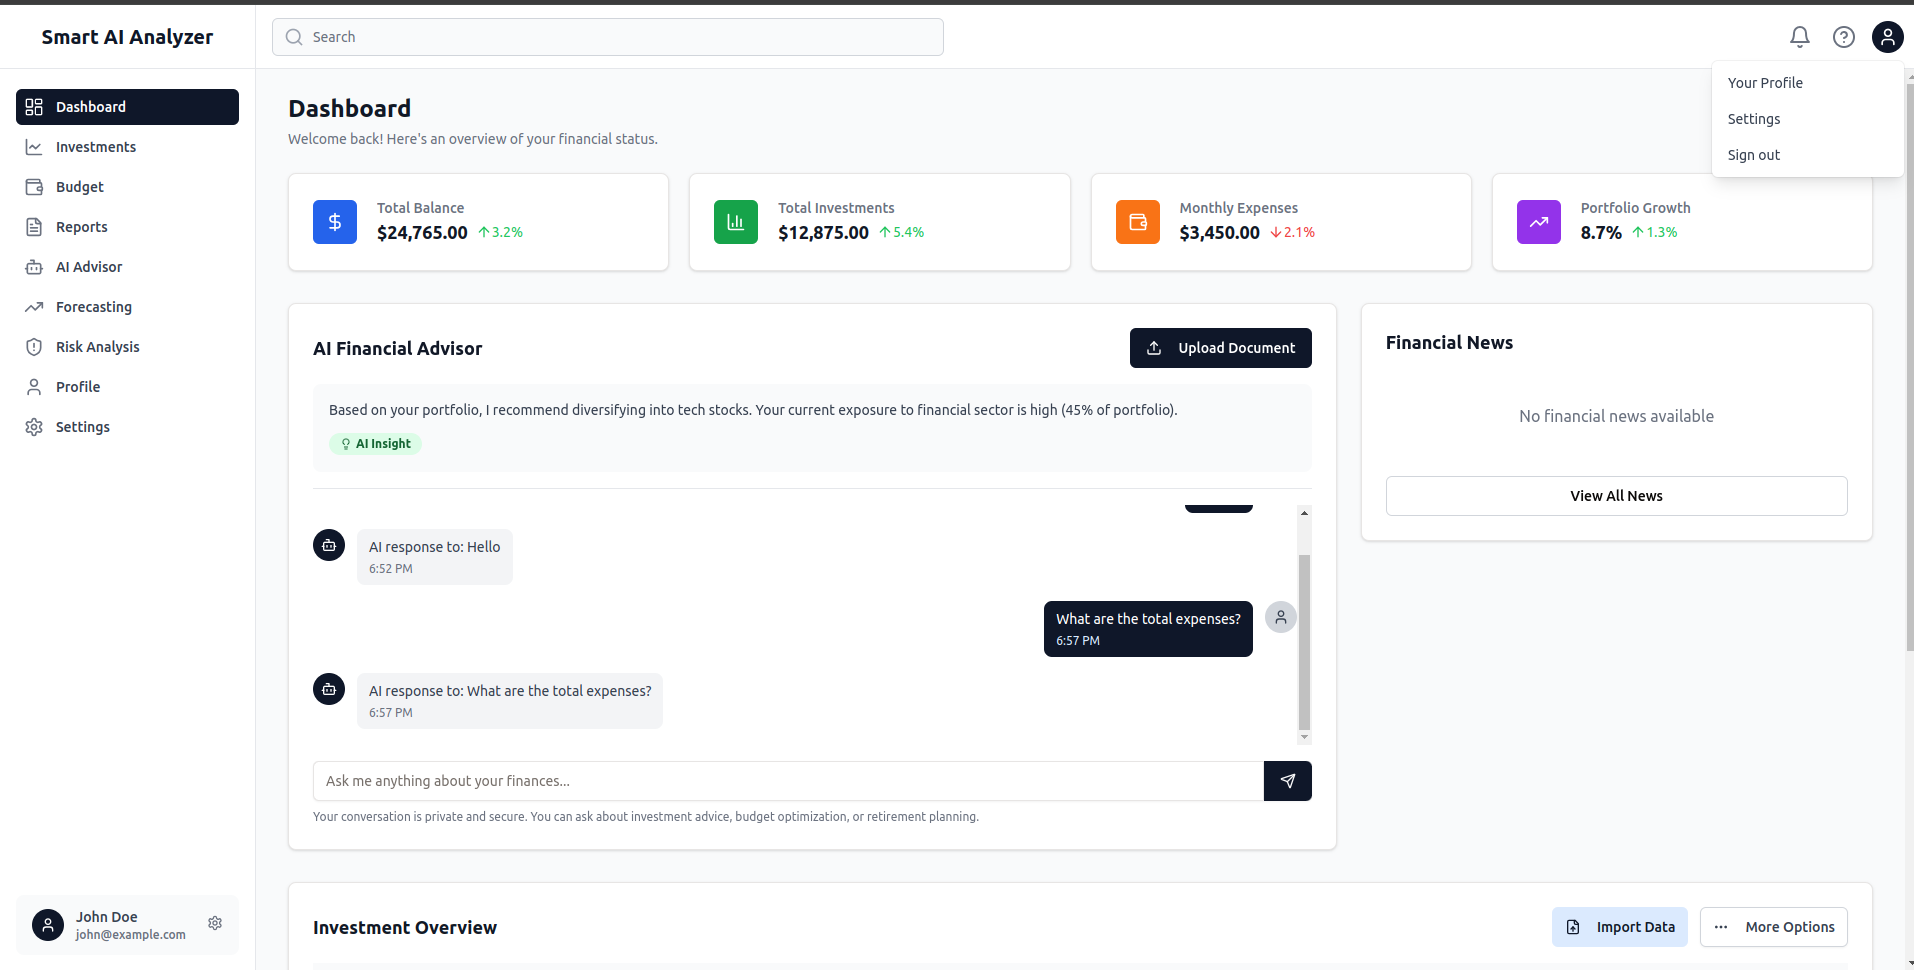 Smart AI Analyzer
Search
Your Profile
Settings
Sign out
Dashboard
Investments
Budget
Reports
AI Advisor
Forecasting
Risk Analysis
Profile
Settings
John Doe
john@example.com
Dashboard
Welcome back! Here's an overview of your financial status.
Total Balance
$24,765.00 ↑3.2%
Total Investments
$12,875.00 ↑5.4%
Monthly Expenses
$3,450.00 ↓2.1%
Portfolio Growth
8.7% ↑1.3%
AI Financial Advisor
Upload Document
Based on your portfolio, I recommend diversifying into tech stocks. Your current exposure to financial sector is high (45% of portfolio).
AI Insight
AI response to: Hello
6:52 PM
What are the total expenses?
6:57 PM
AI response to: What are the total expenses?
6:57 PM
Ask me anything about your finances...
Your conversation is private and secure. You can ask about investment advice, budget optimization, or retirement planning.
Financial News
No financial news available
View All News
Investment Overview
Import Data
More Options